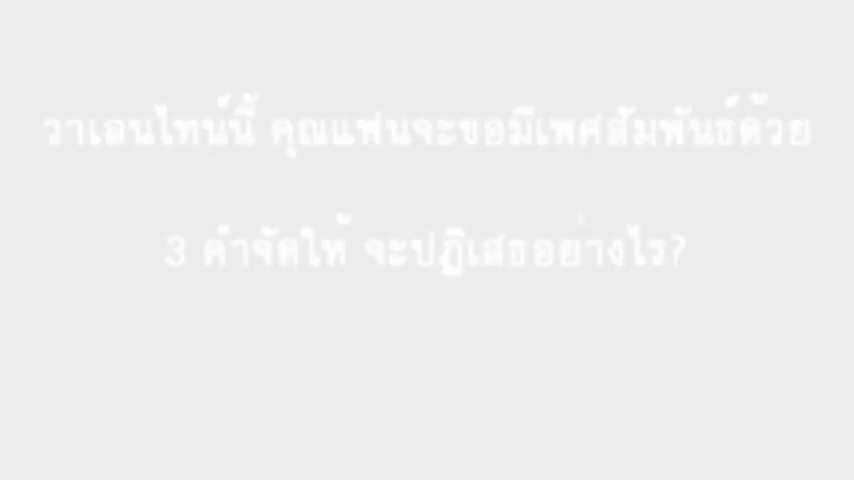 วาเลนไทน์นี้ คุณแฟนจะขอมีเพศสัมพันธ์ด้วย
3 คำจัดให้ จะปฏิเสธอย่างไร?